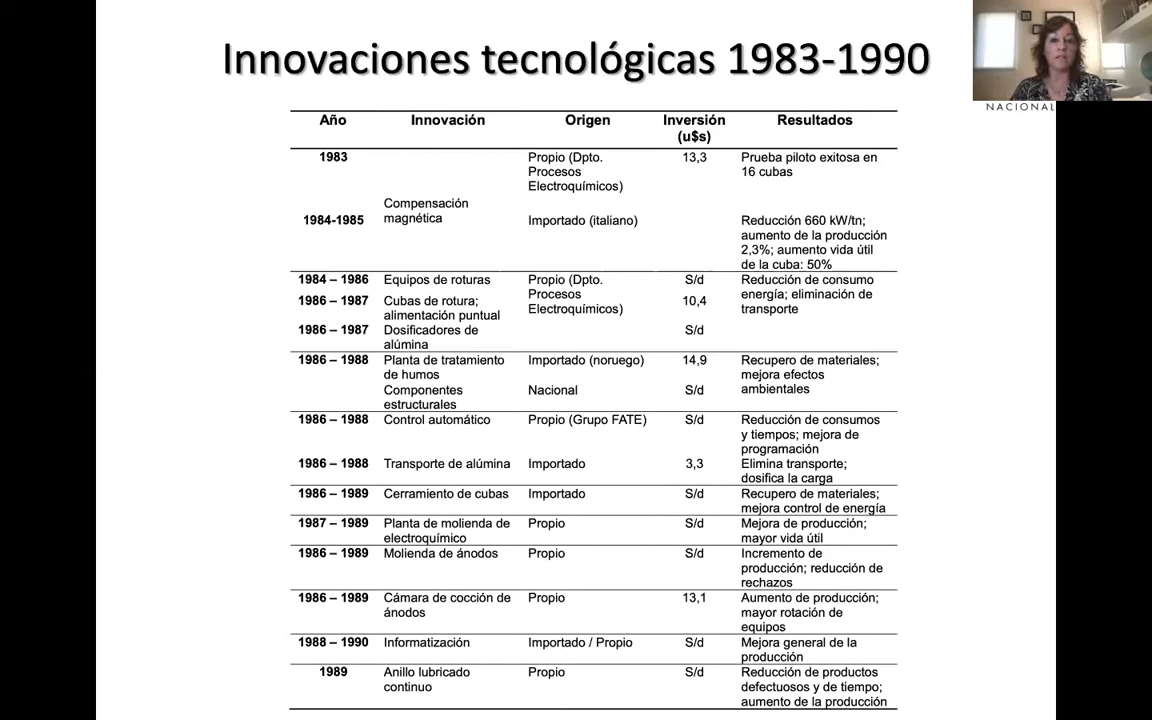 Innovaciones tecnológicas 1983-1990
NACIONAL
Año Innovación Origen Inversión (u$s) Resultados
1983 Propio (Dpto. 13,3 Prueba piloto exitosa en
Procesos 16 cubas
Electroquímicos)
Compensación
magnética
1984-1985 Importado (italiano) Reducción 660 kW/tn;
aumento de la producción
2,3%; aumento vida útil
de la cuba: 50%
1984 – 1986 Equipos de roturas Propio (Dpto. S/d Reducción de consumo
Procesos energía; eliminación de
1986 – 1987 Cubas de rotura; Electroquímicos) 10,4 transporte
alimentación puntual
1986 – 1987 Dosificadores de S/d
alúmina
1986 – 1988 Planta de tratamiento Importado (noruego) 14,9 Recupero de materiales;
de humos mejora efectos
Componentes Nacional S/d ambientales
estructurales
1986 – 1988 Control automático Propio (Grupo FATE) S/d Reducción de consumos
y tiempos; mejora de
programación
1986 – 1988 Transporte de alúmina Importado 3,3 Elimina transporte;
dosifica la carga
1986 – 1989 Cerramiento de cubas Importado S/d Recupero de materiales;
mejora control de energía
1987 – 1989 Planta de molienda de Propio S/d Mejora de producción;
electroquímico mayor vida útil
1986 – 1989 Molienda de ánodos Propio S/d Incremento de
producción; reducción de
rechazos
1986 – 1989 Cámara de cocción de Propio 13,1 Aumento de producción;
ánodos mayor rotación de
equipos
1988 – 1990 Informatización Importado / Propio S/d Mejora general de la
producción
1989 Anillo lubricado Propio S/d Reducción de productos
continuo defectuosos y de tiempo;
aumento de la producción